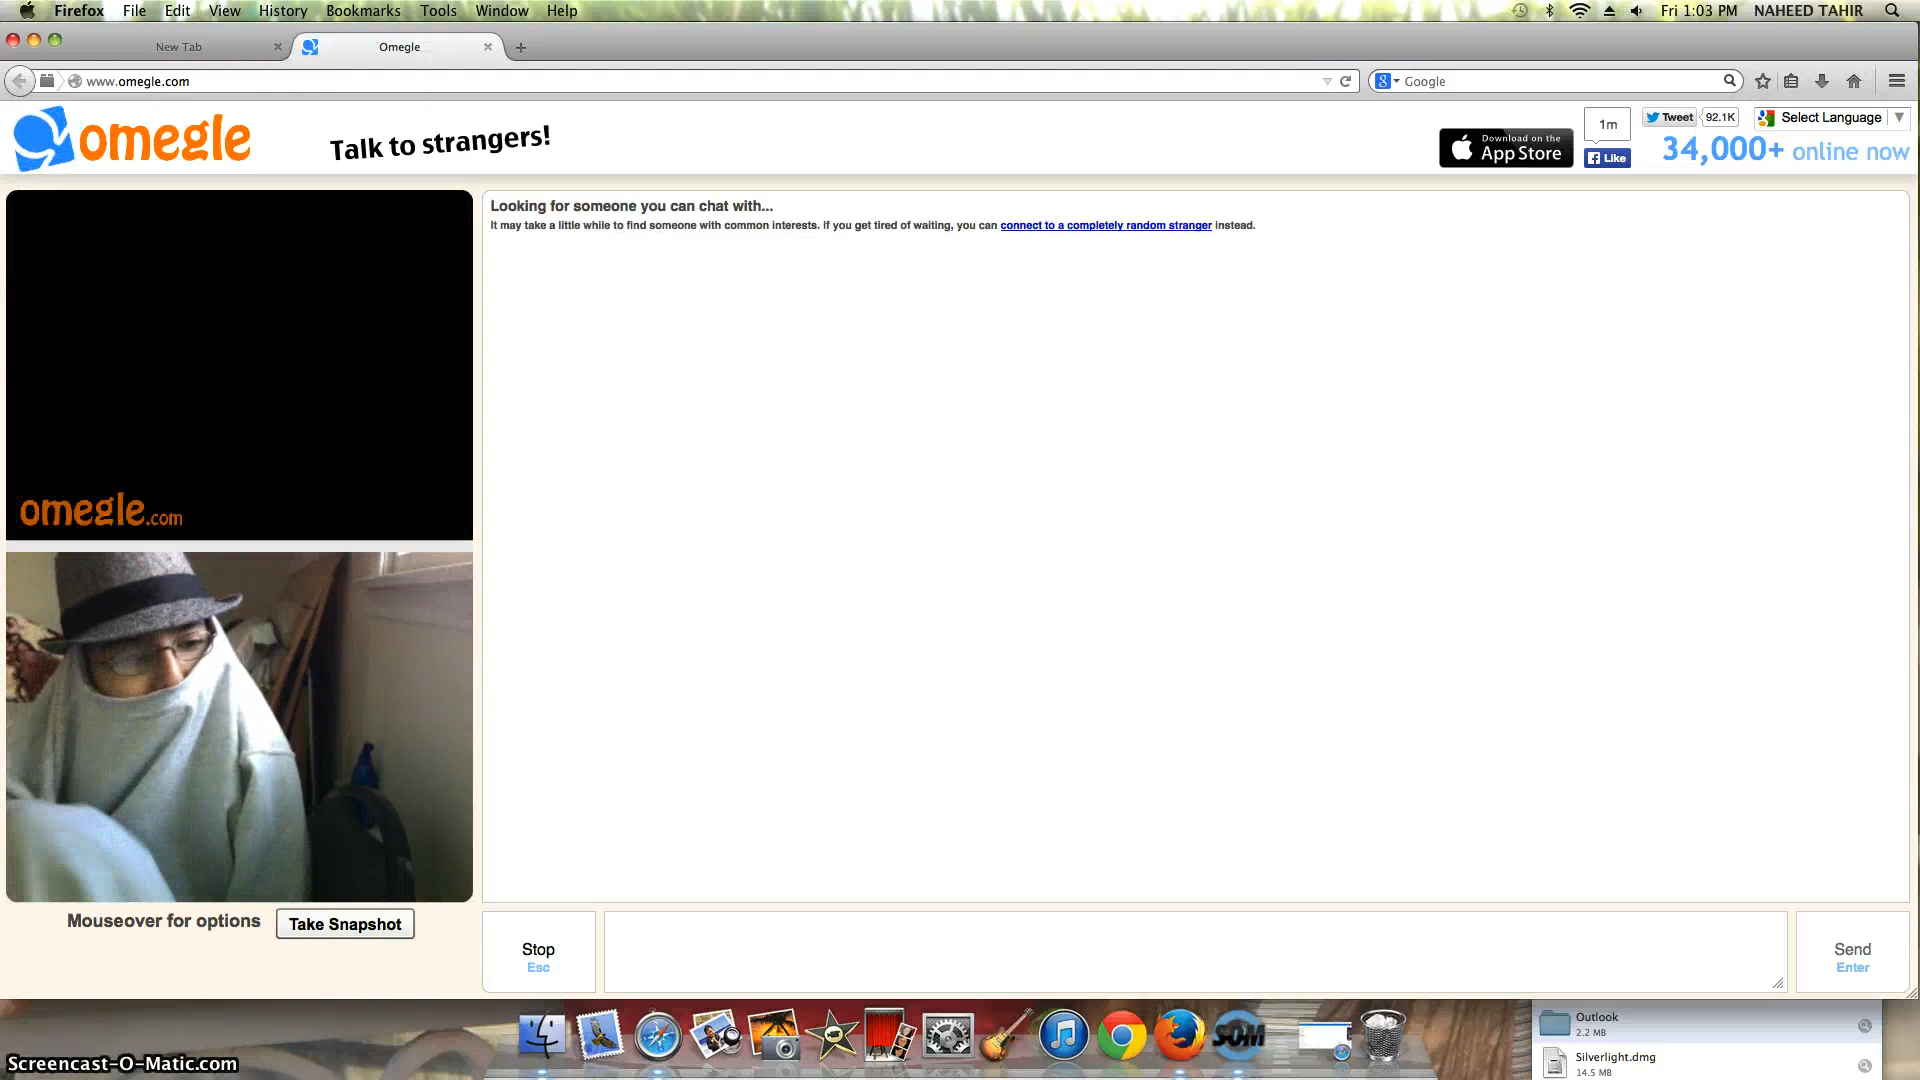 Firefox File Edit View History Bookmarks Tools Window Help Fri 1:03 PM NAHEED TAHIR
New Tab Omegle
www.omegle.com Google
omegle Talk to strangers! Download on the App Store 1m Like Tweet 92.1K Select Language
34,000+ online now
Looking for someone you can chat with...
It may take a little while to find someone with common interests. If you get tired of waiting, you can connect to a completely random stranger instead.
omegle.com
Mouseover for options Take Snapshot
Stop
Esc
Send
Enter
SOM
Outlook
2.2 MB
Silverlight.dmg
14.5 MB
Screencast-O-Matic.com